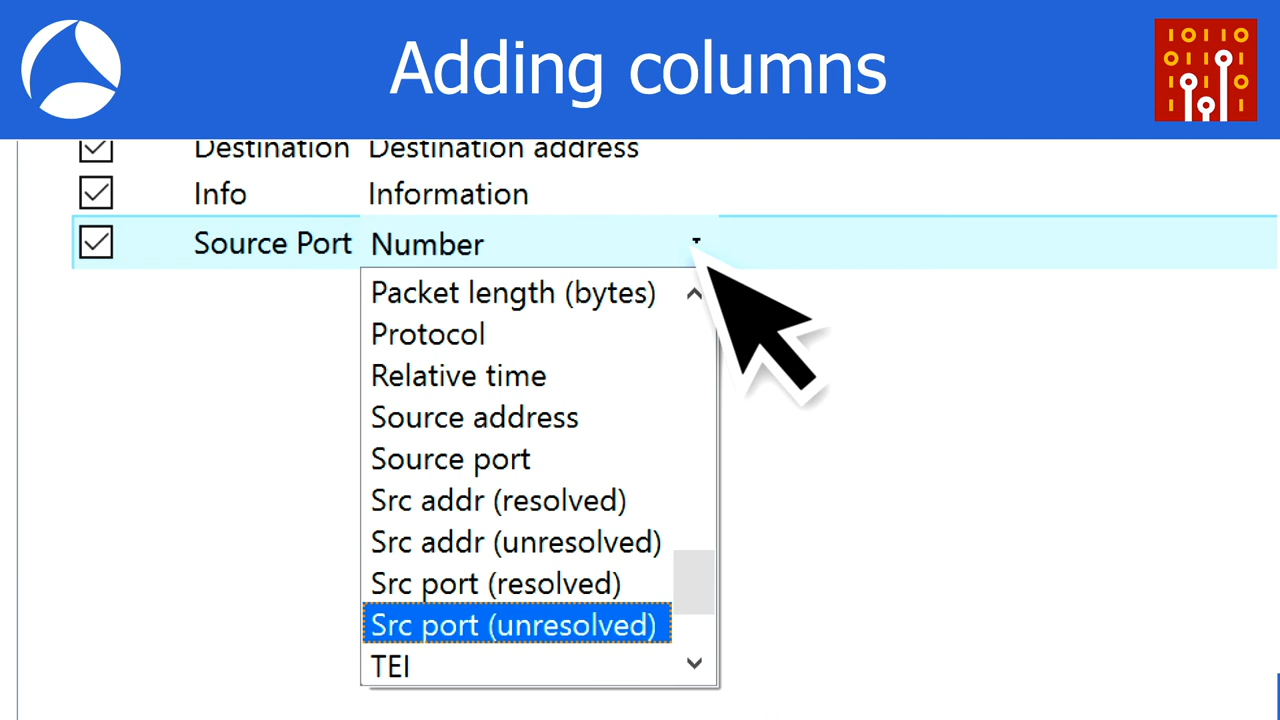 Adding columns
Destination Destination address
Info Information
Source Port Number
Packet length (bytes)
Protocol
Relative time
Source address
Source port
Src addr (resolved)
Src addr (unresolved)
Src port (resolved)
Src port (unresolved)
TEI